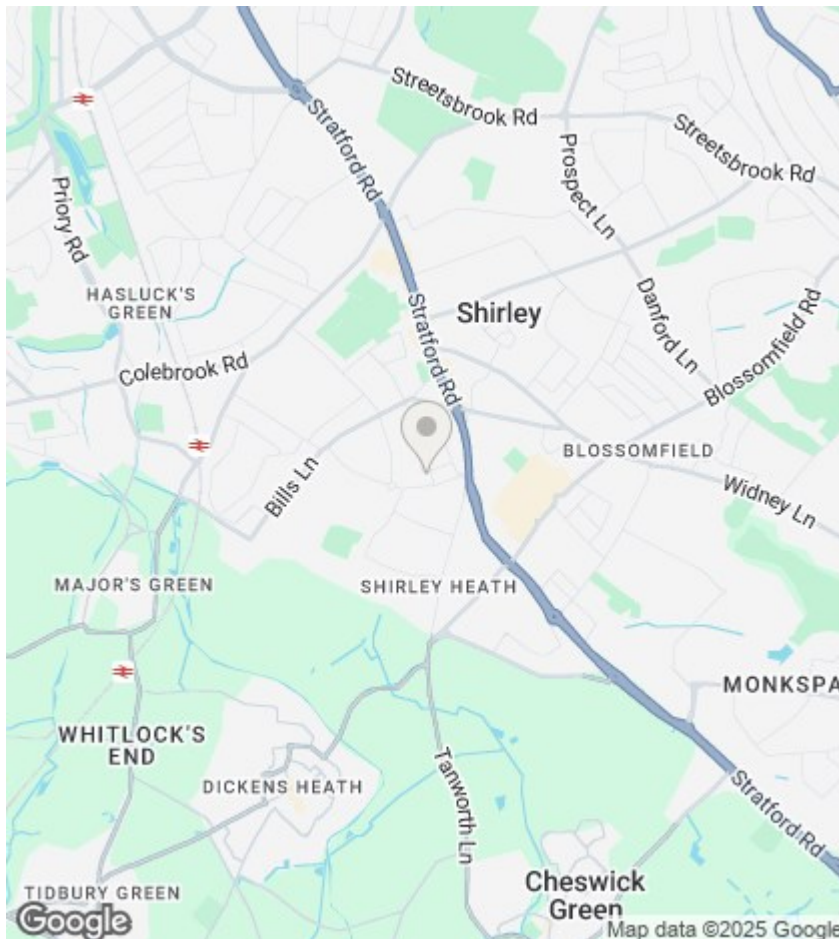 Streetsbrook Rd
Streetsbrook Rd
Stratford Rd
Prospect Ln
Priory Rd
HASLUCK'S
GREEN
Danford Ln
Shirley
Stratford Rd
Blossomfield Rd
Colebrook Rd
BLOSSOMFIELD
Bills Ln
Widney Ln
MAJOR'S GREEN
SHIRLEY HEATH
MONKSPA
WHITLOCK'S
END
DICKENS HEATH
Tanworth Ln
Stratford Rd
TIDBURY GREEN
Cheswick
Green
Google
Map data ©2025 Google